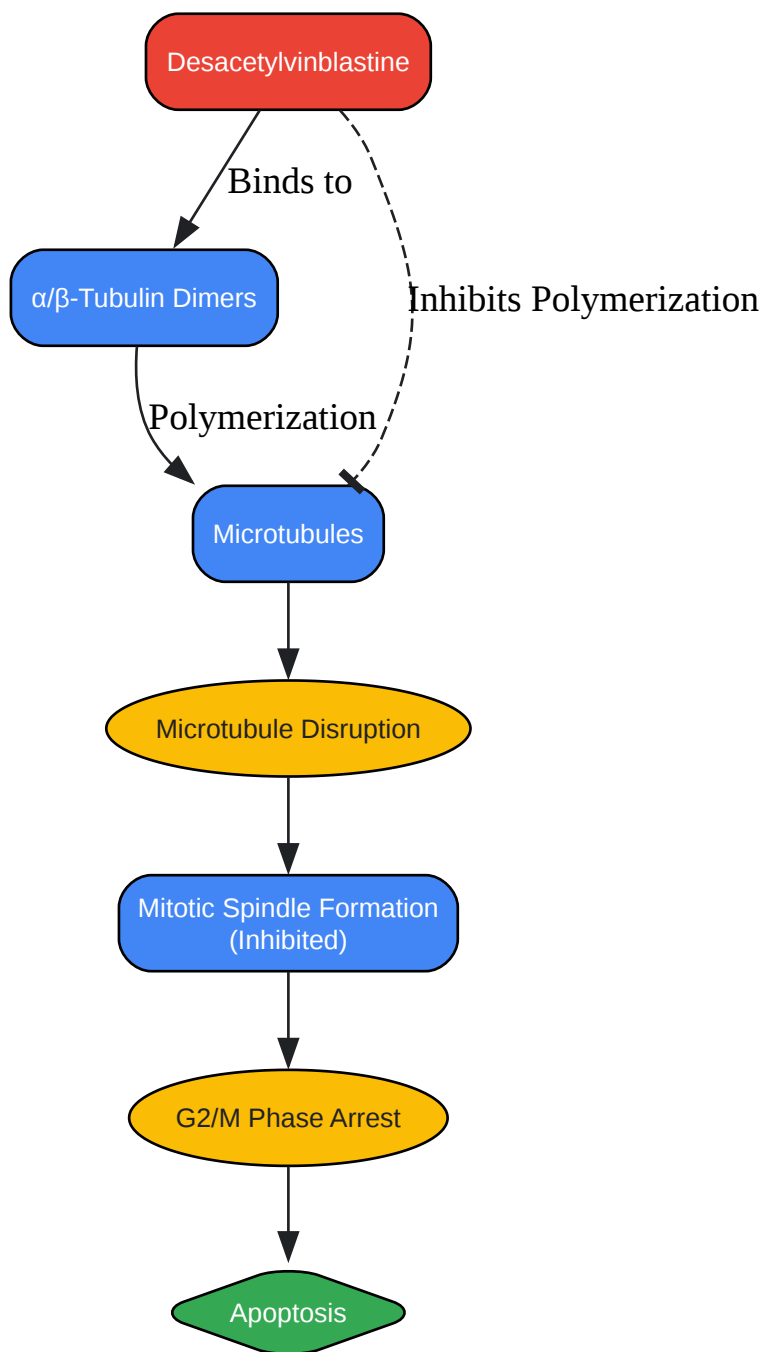 Desacetylvinblastine
Binds to
α/β-Tubulin Dimers
Inhibits Polymerization
Polymerization
Microtubules
Microtubule Disruption
Mitotic Spindle Formation
(Inhibited)
G2/M Phase Arrest
Apoptosis